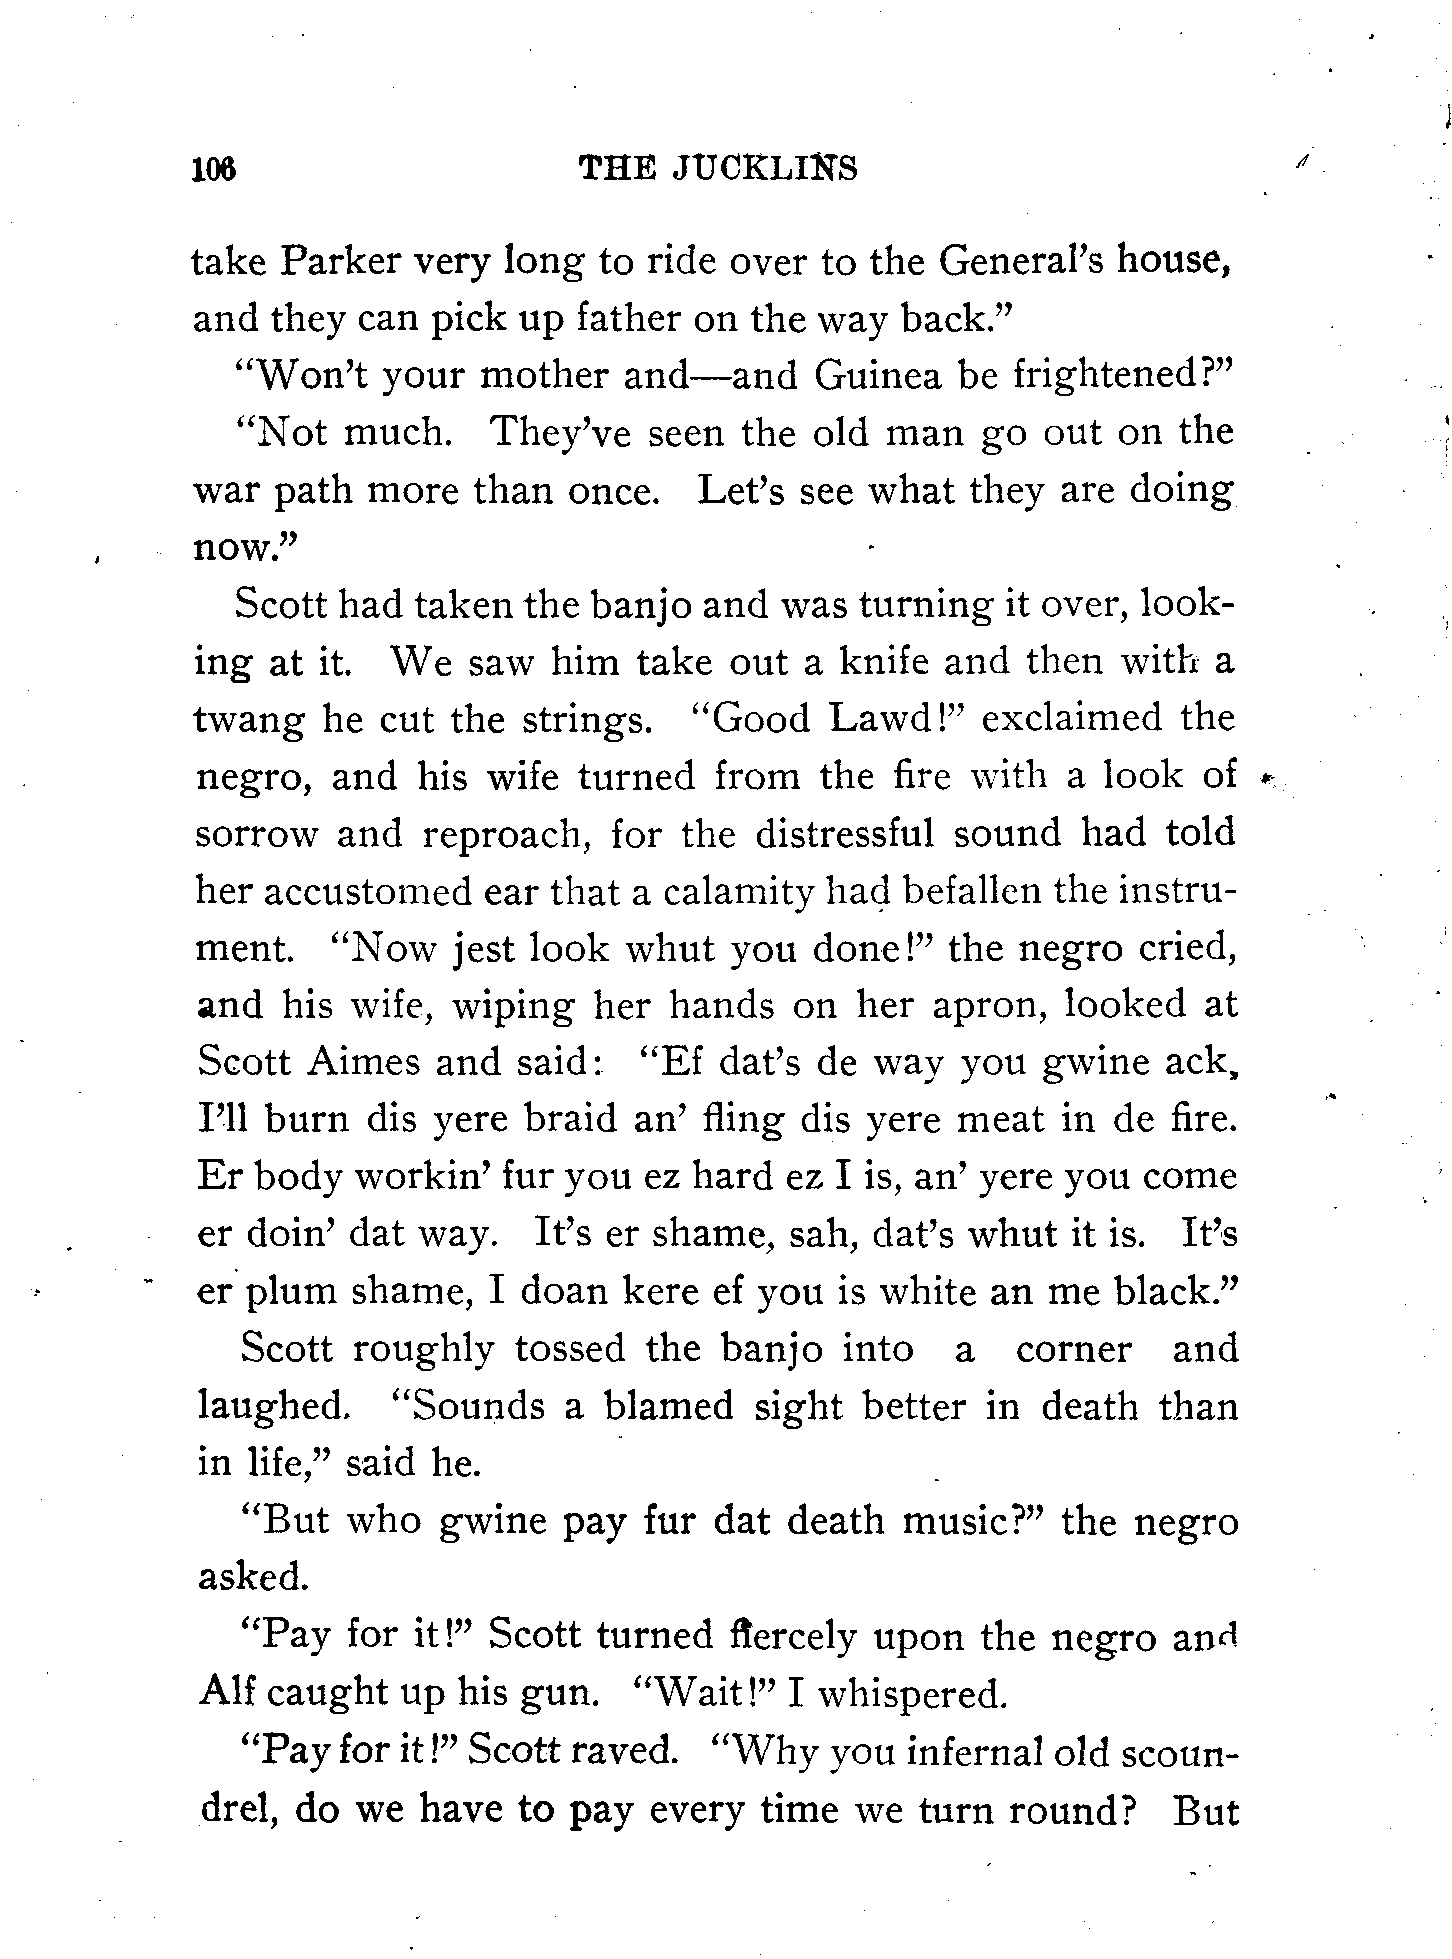 106 THE JUCKLINS
take Parker very long to ride over to the General's house,
and they can pick up father on the way back."
"Won't your mother and—and Guinea be frightened?"
"Not much. They've seen the old man go out on the
war path more than once. Let's see what they are doing
now."
Scott had taken the banjo and was turning it over, look-
ing at it. We saw him take out a knife and then with a
twang he cut the strings. "Good Lawd!" exclaimed the
negro, and his wife turned from the fire with a look of
sorrow and reproach, for the distressful sound had told
her accustomed ear that a calamity had befallen the instru-
ment. "Now jest look whut you done!" the negro cried,
and his wife, wiping her hands on her apron, looked at
Scott Aimes and said: "Ef dat's de way you gwine ack,
I'll burn dis yere braid an' fling dis yere meat in de fire.
Er body workin' fur you ez hard ez I is, an' yere you come
er doin' dat way. It's er shame, sah, dat's whut it is. It's
er plum shame, I doan kere ef you is white an me black."
Scott roughly tossed the banjo into a corner and
laughed. "Sounds a blamed sight better in death than
in life," said he.
"But who gwine pay fur dat death music?" the negro
asked.
"Pay for it!" Scott turned fiercely upon the negro and
Alf caught up his gun. "Wait!" I whispered.
"Pay for it!" Scott raved. "Why you infernal old scoun-
drel, do we have to pay every time we turn round? But